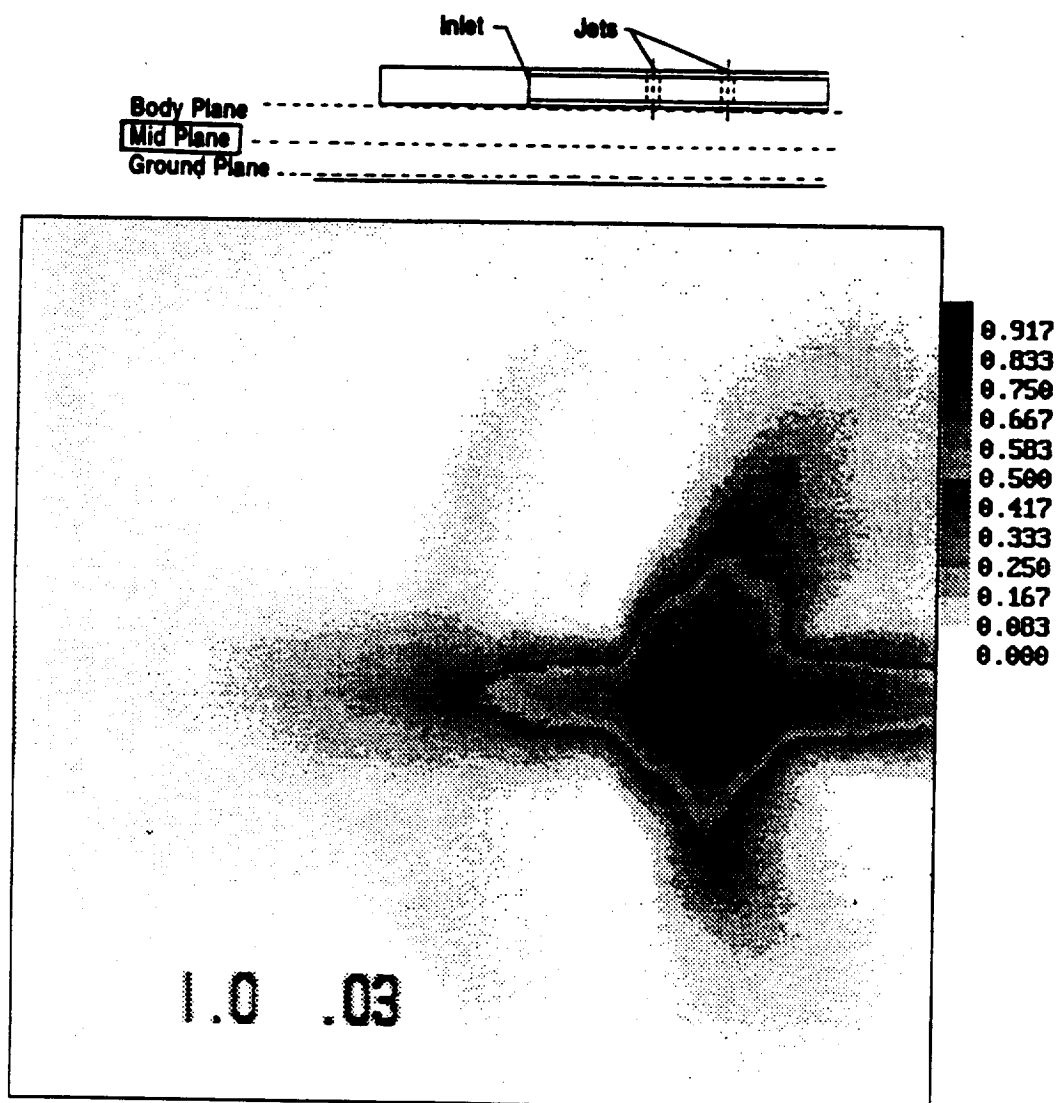 Inlet
Jets
Body Plane
Mid Plane
Ground Plane
0.917
0.833
0.750
0.667
0.583
0.500
0.417
0.333
0.250
0.167
0.083
0.000
1.0 .03